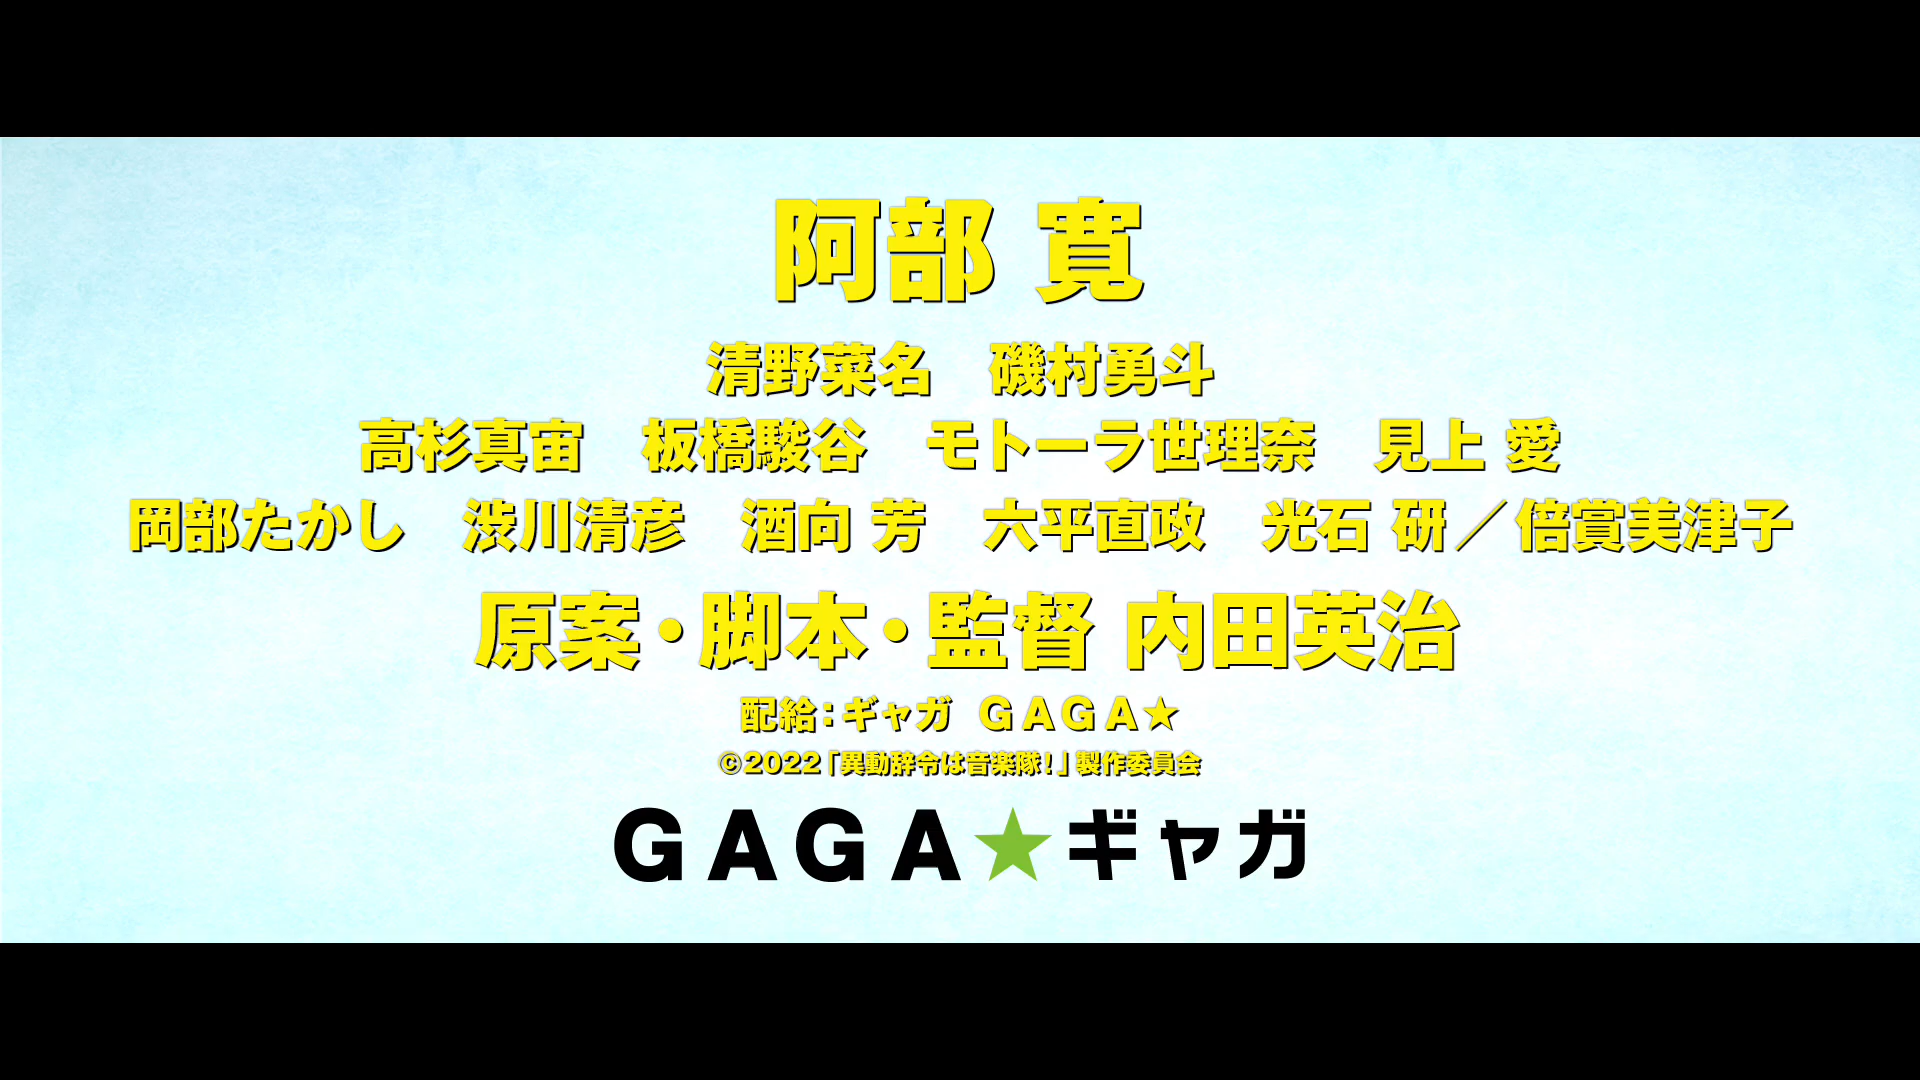 阿部 寛
清野菜名　磯村勇斗
高杉真宙　板橋駿谷　モトーラ世理奈　見上 愛
岡部たかし　渋川清彦　酒向 芳　六平直政　光石 研／倍賞美津子
原案・脚本・監督 内田英治
配給：ギャガ GAGA★
©2022「異動辞令は音楽隊！」製作委員会
GAGA★ギャガ